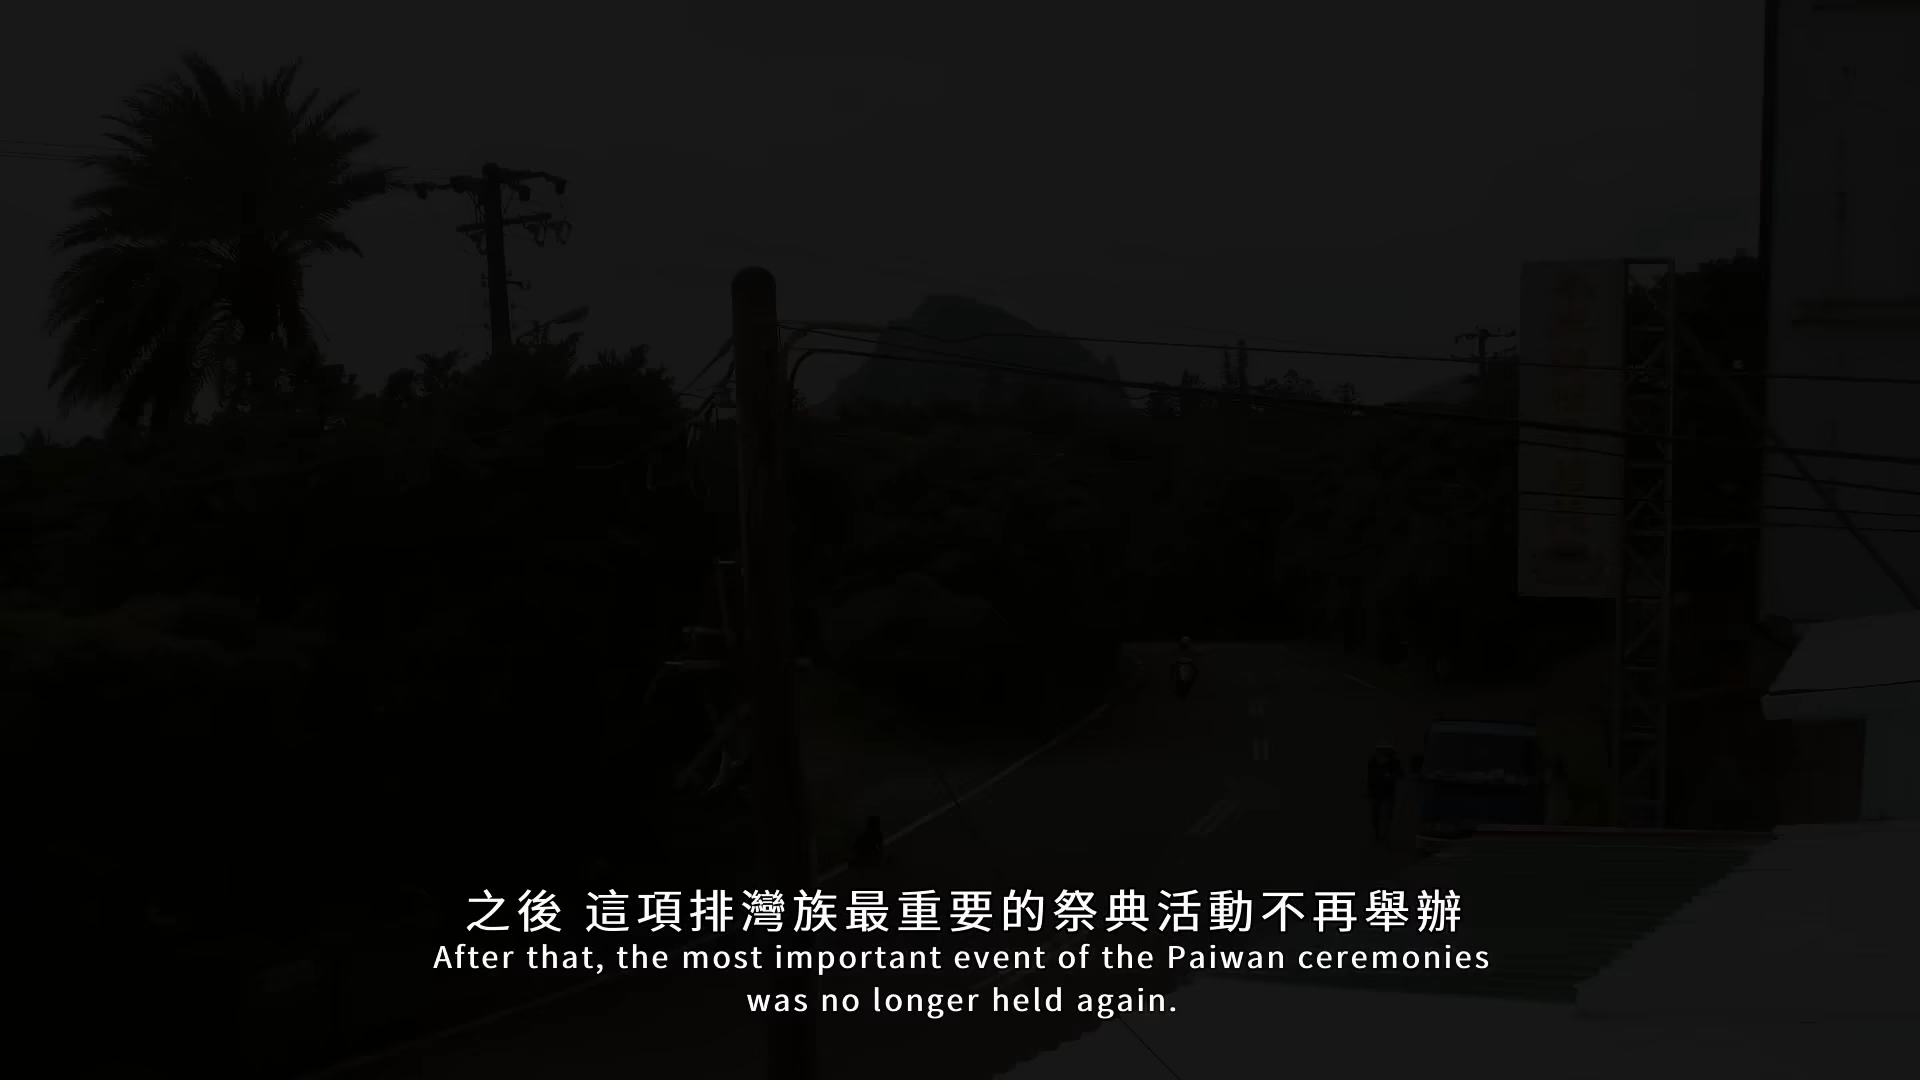 之後 這項排灣族最重要的祭典活動不再舉辦
After that, the most important event of the Paiwan ceremonies
was no longer held again.